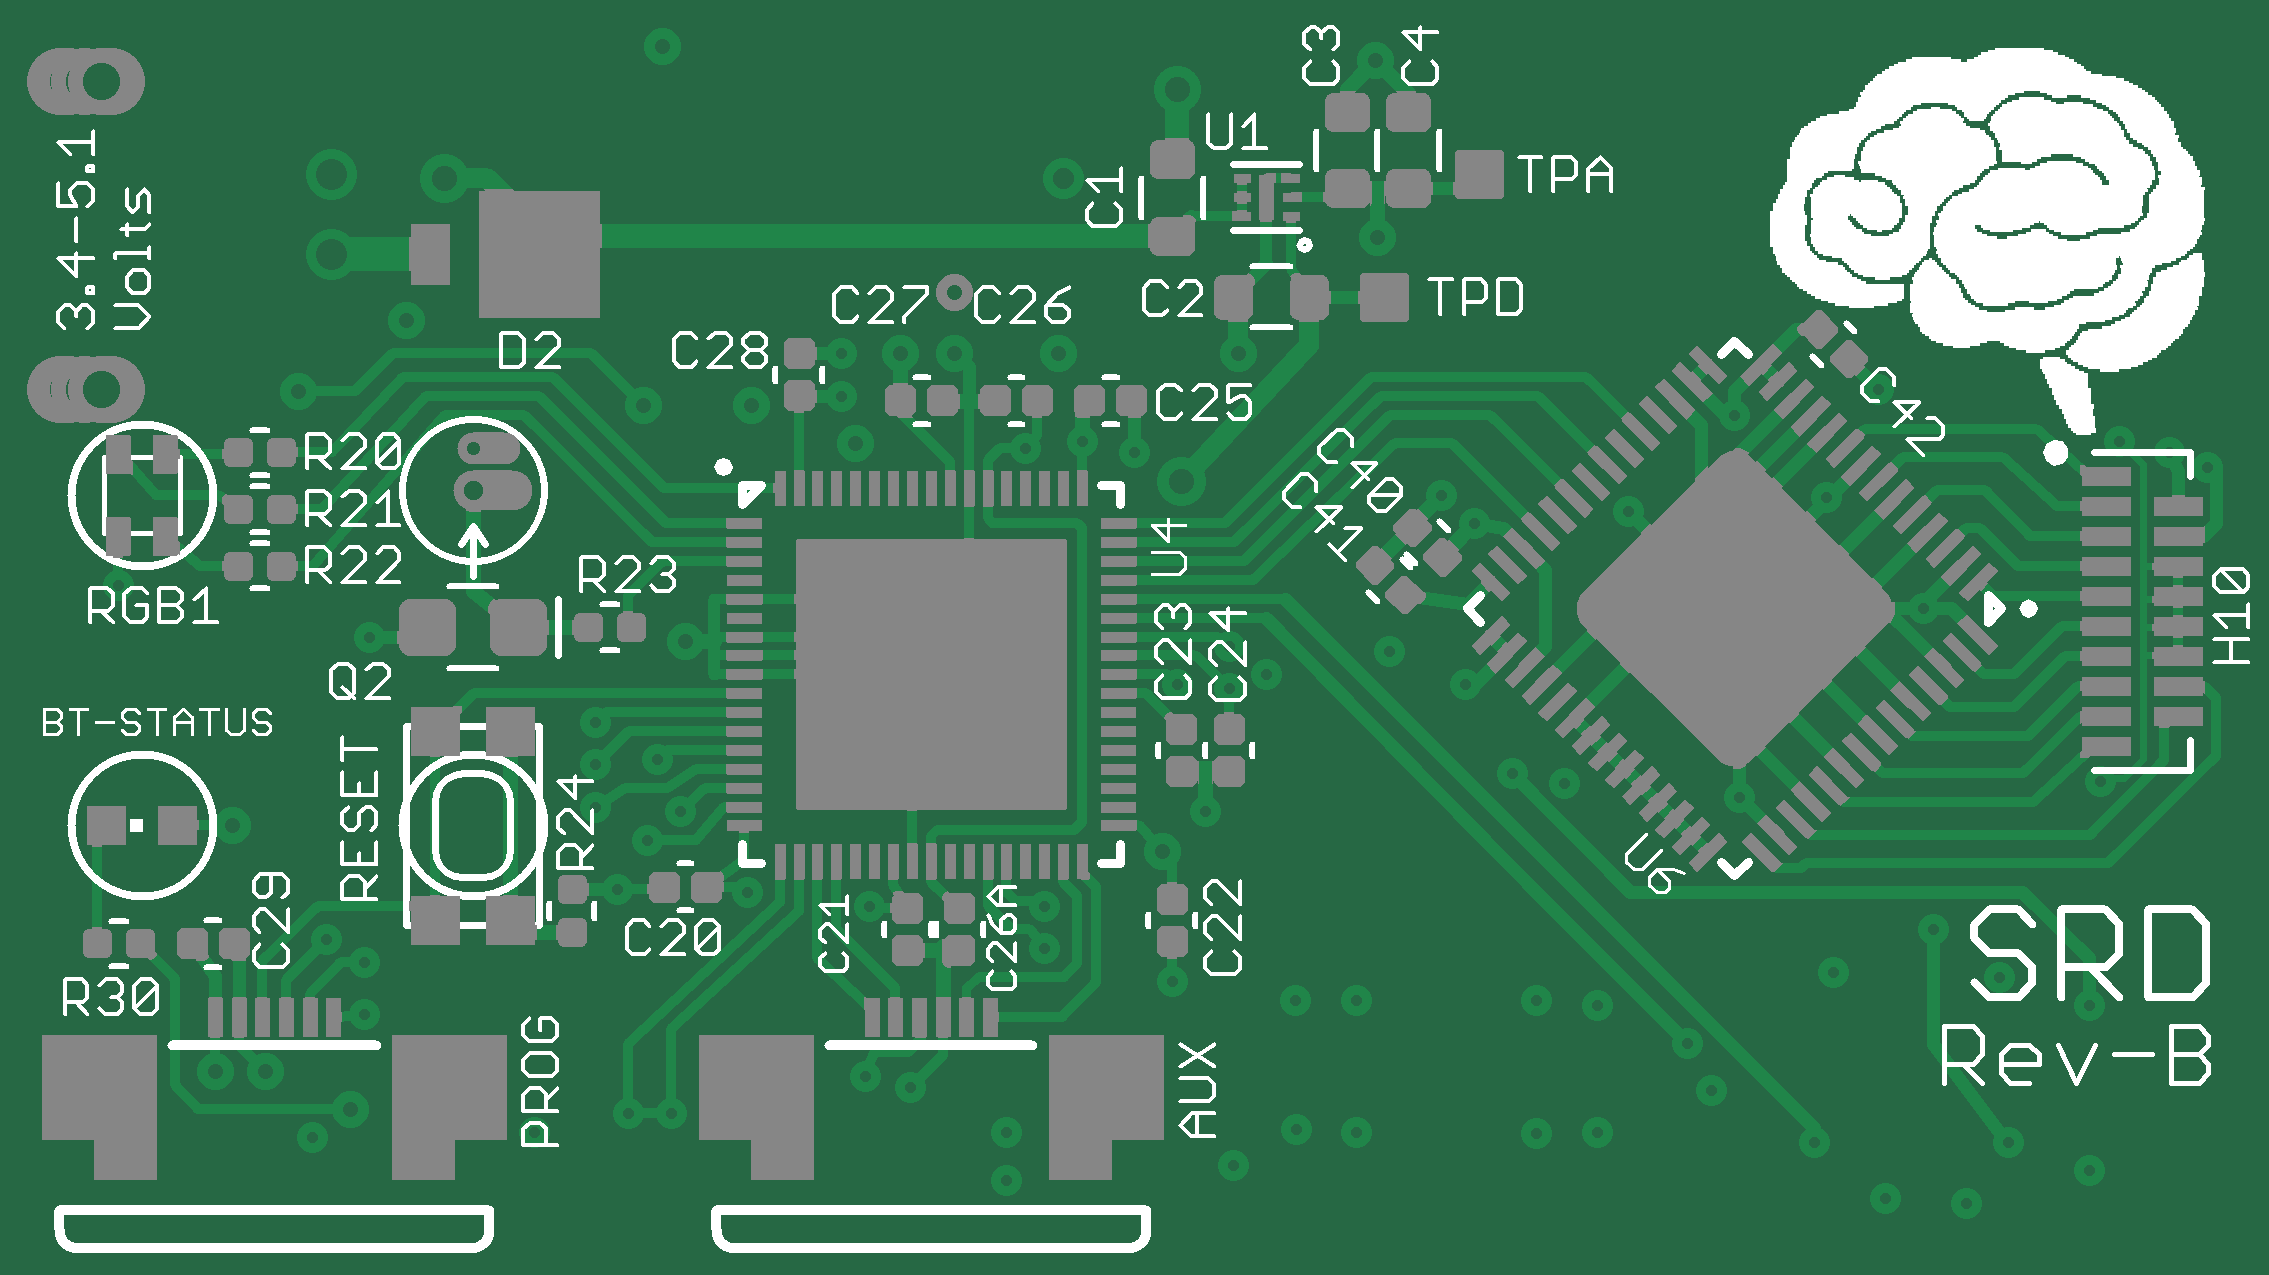 C3
C4
U1
C1
TPA
3.4-5.1
Volts
C27
C26
C2
TPD
D2
C28
C25
C42
R20
R21
R22
C40
C41
U4
RGB1
R23
H10
C23
C24
Q2
BT-STATUS
RESET
R24
U6
C29
C20
C21
C26A
C22
R30
SRD
Rev-B
PROG
AUX